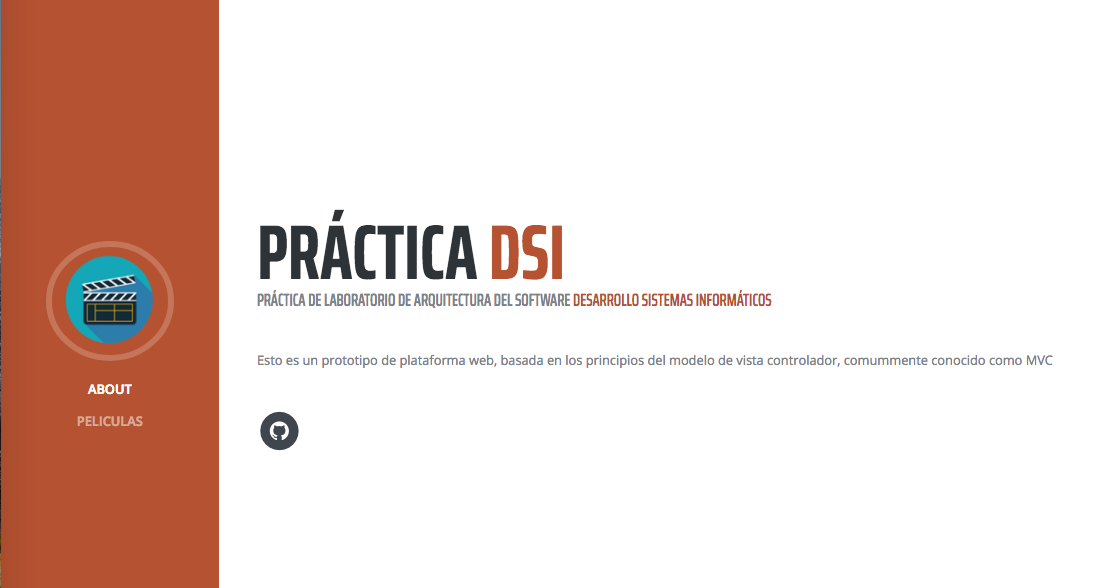 ABOUT
PELICULAS
PRÁCTICA DSI
PRÁCTICA DE LABORATORIO DE ARQUITECTURA DEL SOFTWARE DESARROLLO SISTEMAS INFORMÁTICOS
Esto es un prototipo de plataforma web, basada en los principios del modelo de vista controlador, comummente conocido como MVC